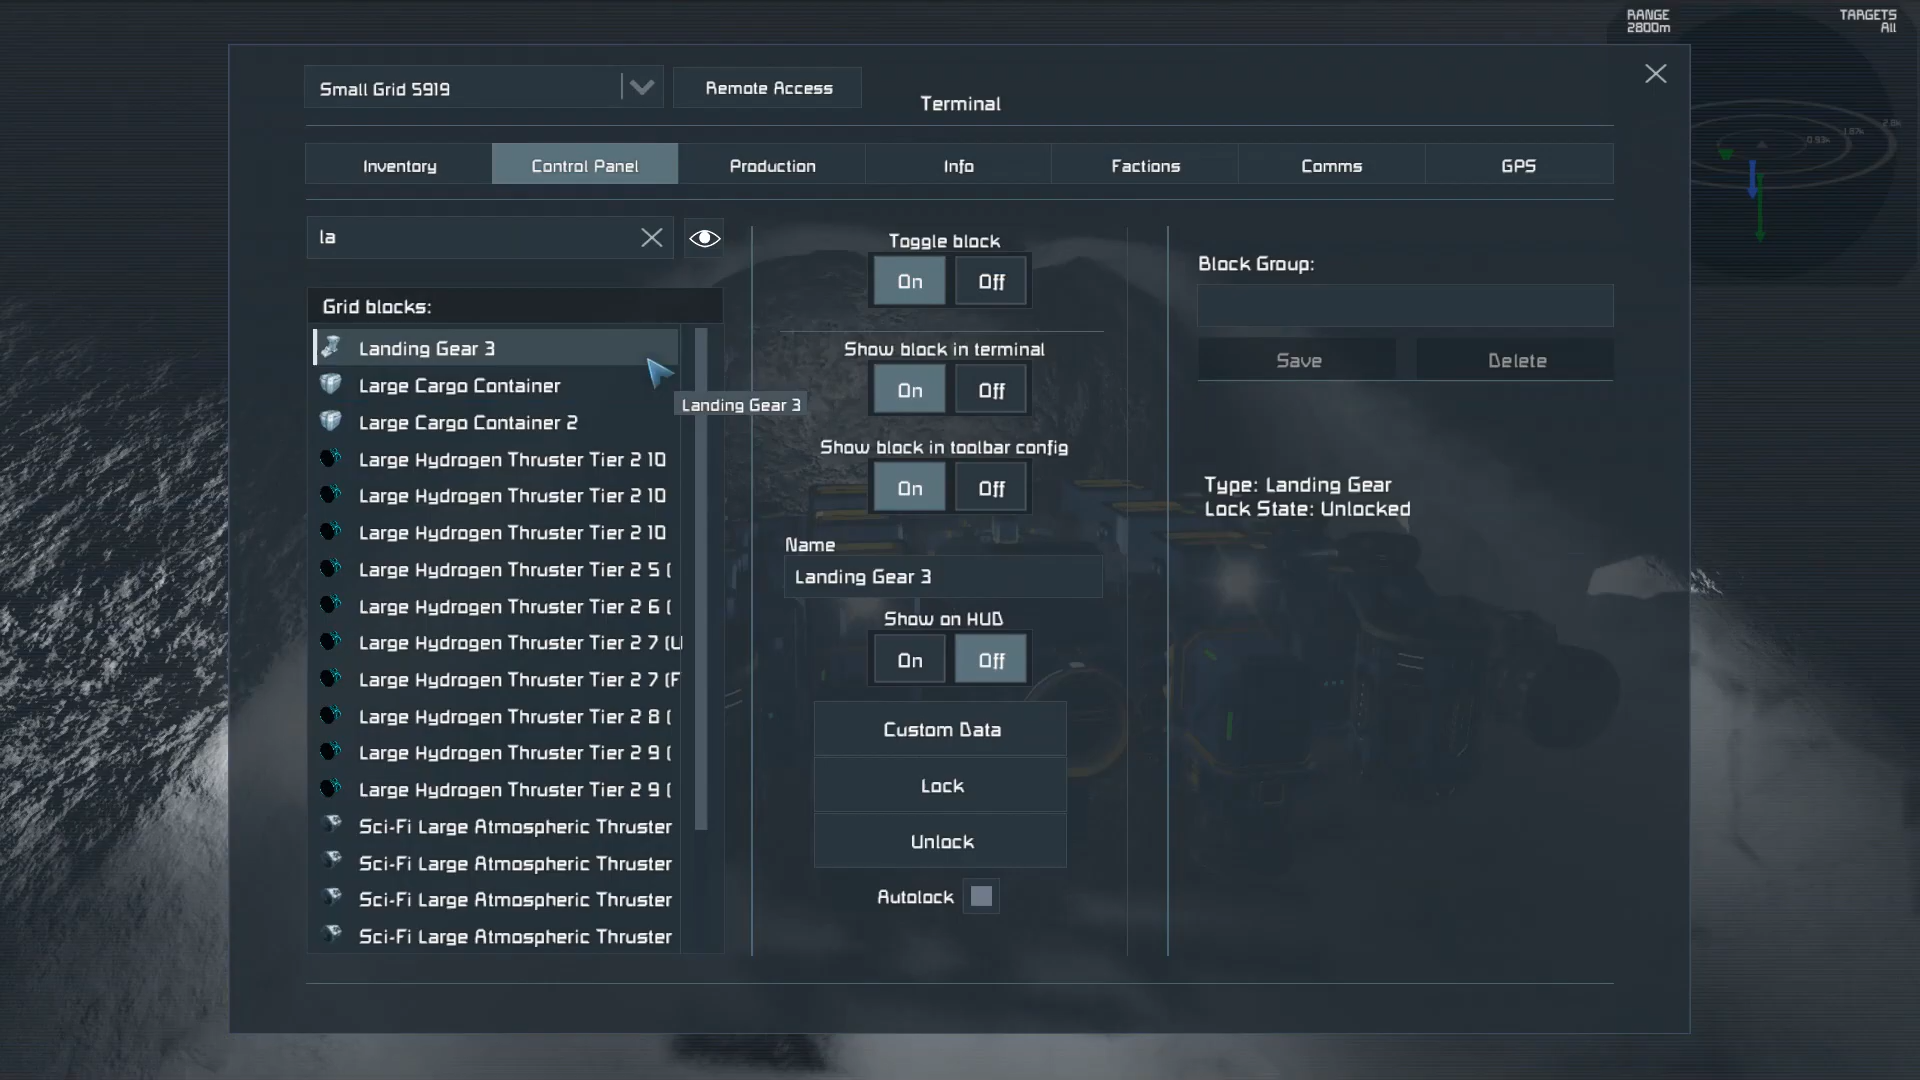 RANGE
2800m
TARGETS
All
Small Grid 5919
Remote Access
Terminal
Inventory
Control Panel
Production
Info
Factions
Comms
GPS
la
Grid blocks:
Landing Gear 3
Large Cargo Container
Large Cargo Container 2
Large Hydrogen Thruster Tier 2 10
Large Hydrogen Thruster Tier 2 10
Large Hydrogen Thruster Tier 2 10
Large Hydrogen Thruster Tier 2 5 (
Large Hydrogen Thruster Tier 2 6 (
Large Hydrogen Thruster Tier 2 7 (U
Large Hydrogen Thruster Tier 2 7 (F
Large Hydrogen Thruster Tier 2 8 (
Large Hydrogen Thruster Tier 2 9 (
Large Hydrogen Thruster Tier 2 9 (
Sci-Fi Large Atmospheric Thruster
Sci-Fi Large Atmospheric Thruster
Sci-Fi Large Atmospheric Thruster
Sci-Fi Large Atmospheric Thruster
Landing Gear 3
Toggle block
On Off
Show block in terminal
On Off
Show block in toolbar config
On Off
Name
Landing Gear 3
Show on HUD
On Off
Custom Data
Lock
Unlock
Autolock
Block Group:
Save
Delete
Type: Landing Gear
Lock State: Unlocked